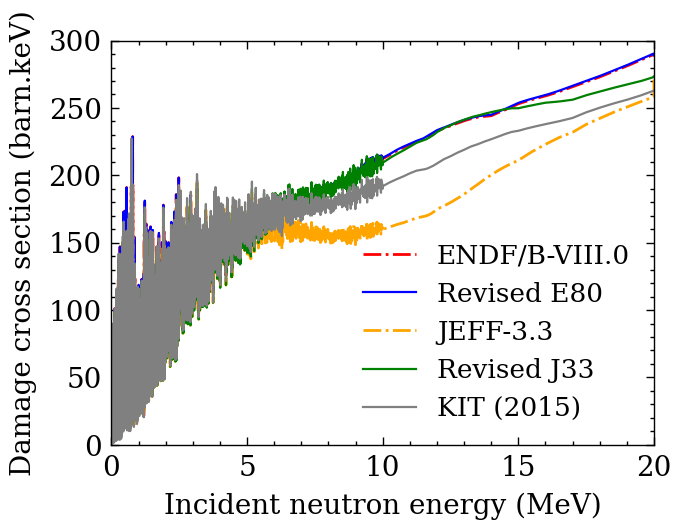 Damage cross section (barn.keV)
300
250
200
150
100
50
0
0 5 10 15 20
Incident neutron energy (MeV)
ENDF/B-VIII.0
Revised E80
JEFF-3.3
Revised J33
KIT (2015)